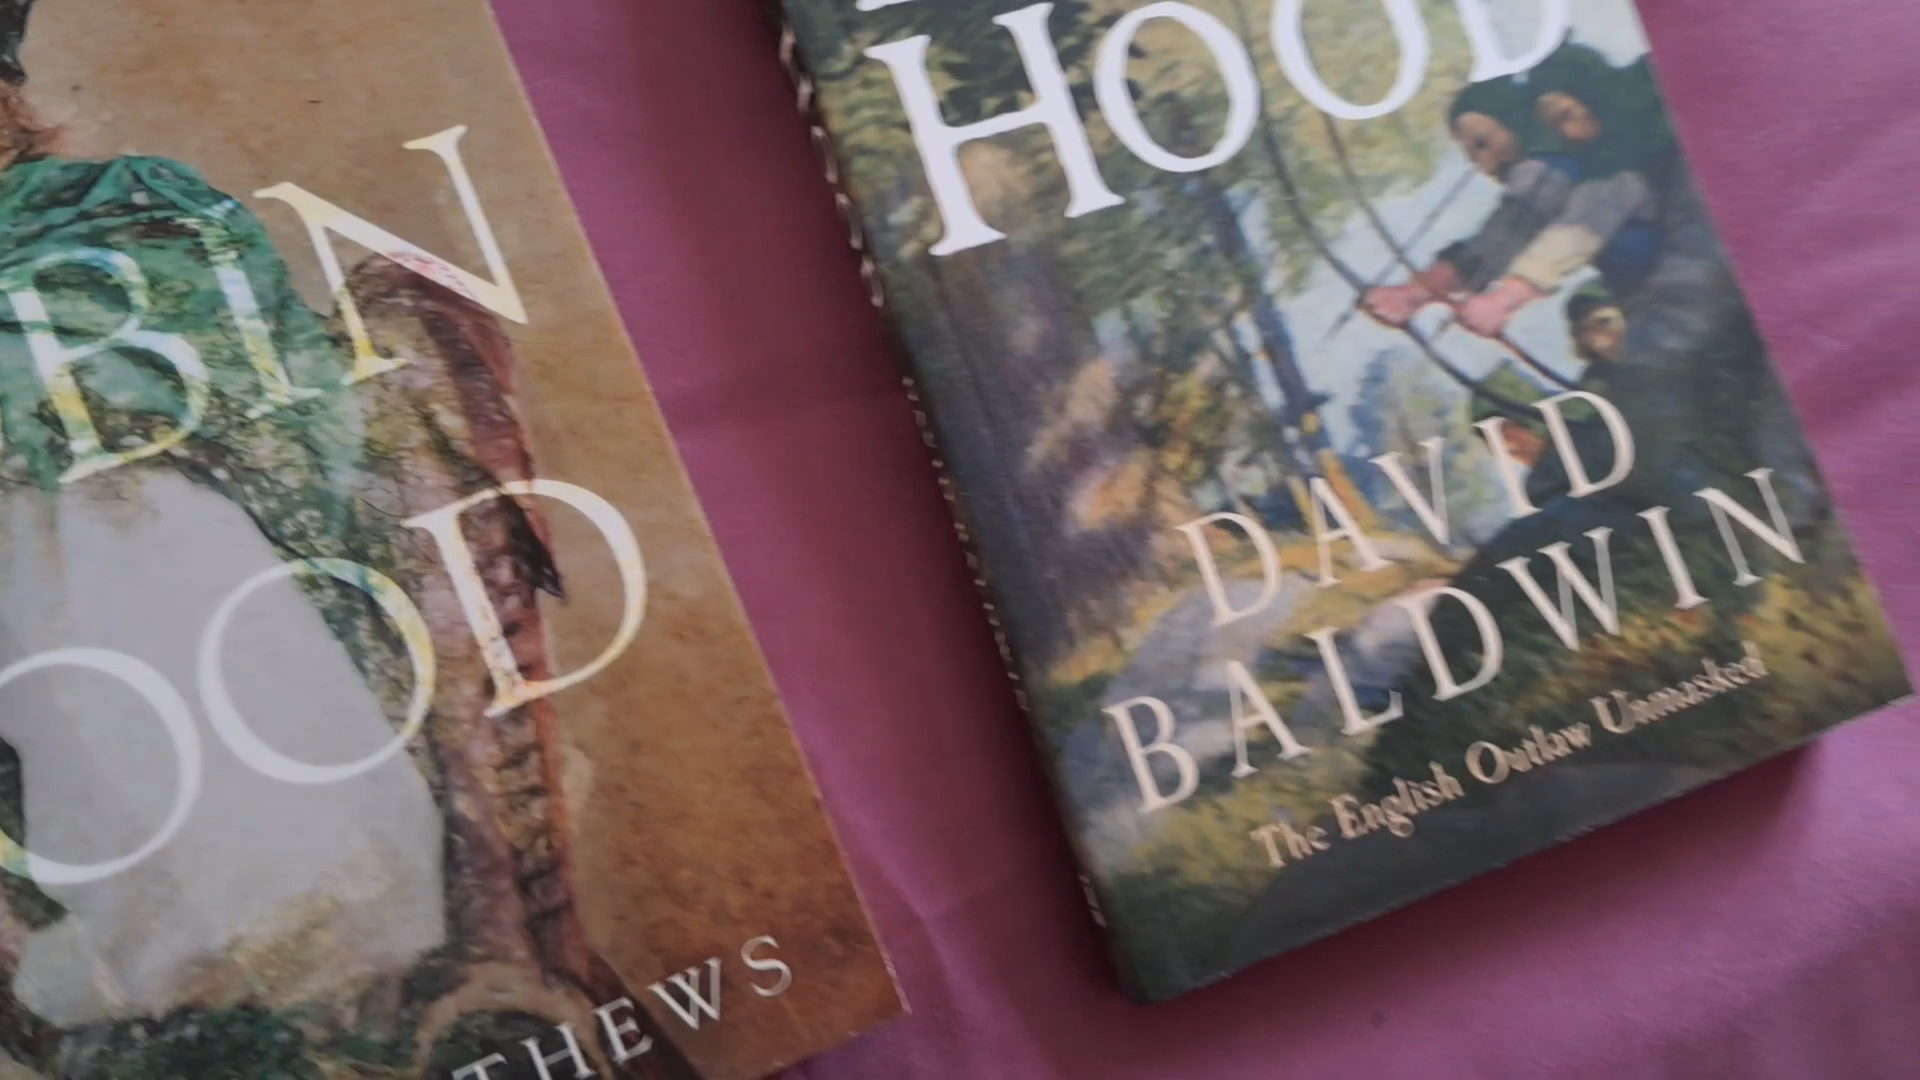 BIN
OOD
THEWS
HOOD
DAVID
BALDWIN
The English Outlaw Unmasked